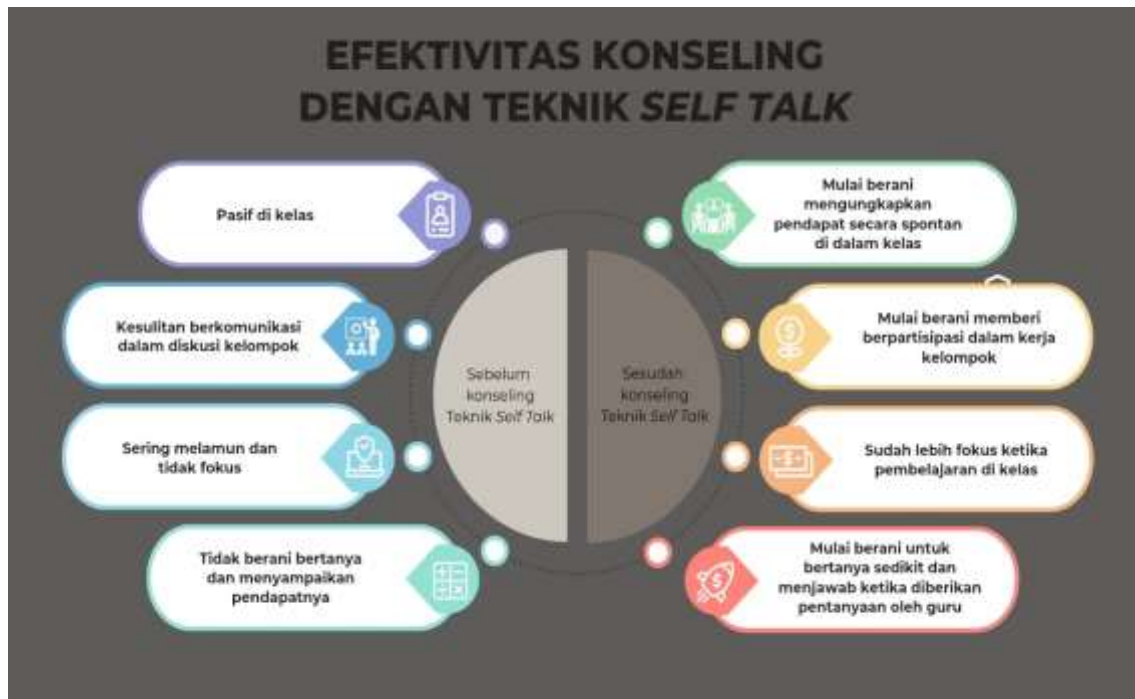 EFEKTIVITAS KONSELING
DENGAN TEKNIK SELF TALK
Pasif di kelas
Kesulitan berkomunikasi
dalam diskusi kelompok
Sering melamun dan
tidak fokus
Tidak berani bertanya
dan menyampaikan
pendapatnya
Sebelum
konseling
Teknik Self Talk
Sesudah
konseling
Teknik Self Talk
Mulai berani
mengungkapkan
pendapat secara spontan
di dalam kelas
Mulai berani memberi
berpartisipasi dalam kerja
kelompok
Sudah lebih fokus ketika
pembelajaran di kelas
Mulai berani untuk
bertanya sedikit dan
menjawab ketika diberikan
pentanyaan oleh guru